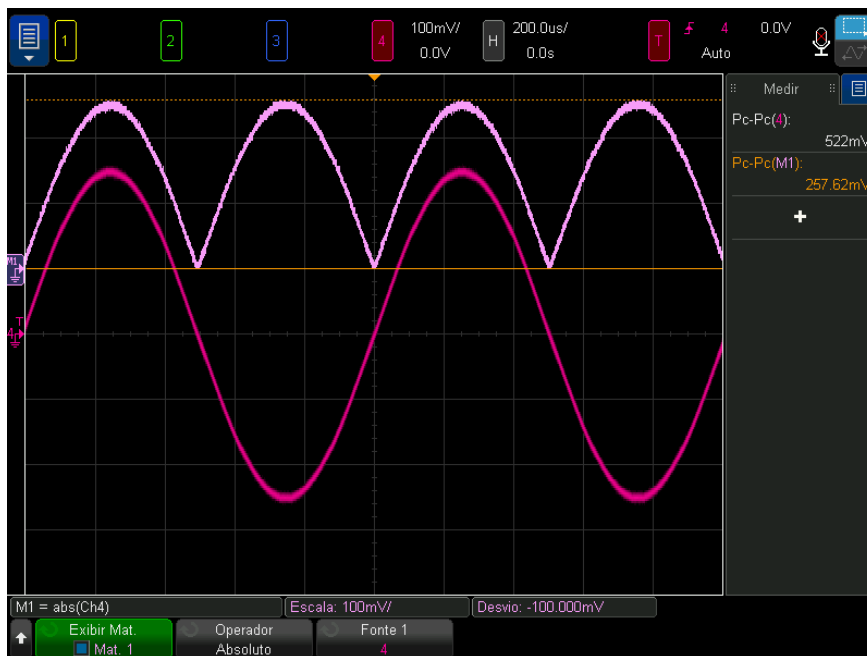 1 2 3 4 100mV/ 0.0V H 200.0us/ 0.0s T 4 0.0V Auto
Medir
Pc-Pc(4):
522mV
Pc-Pc(M1):
257.62mV
+
M1
T
4
M1 = abs(Ch4) Escala: 100mV/ Desvio: -100.000mV
Exibir Mat. Operador Fonte 1
Mat. 1 Absoluto 4